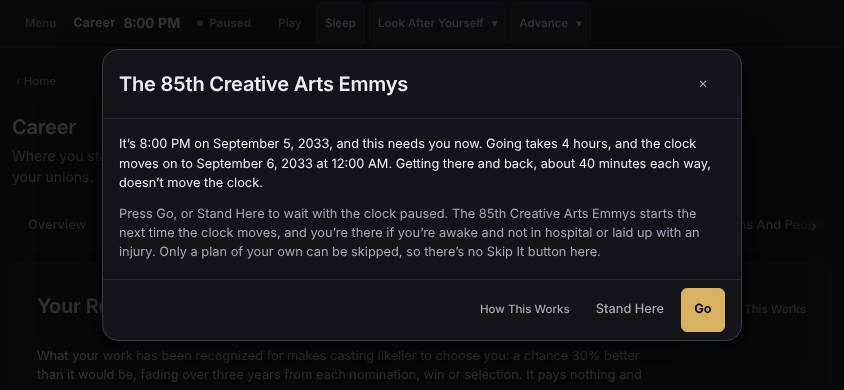 Menu Career 8:00 PM Paused Play Sleep Look After Yourself ▾ Advance ▾
‹ Home
The 85th Creative Arts Emmys ×
Career
Where you
your unions.
It’s 8:00 PM on September 5, 2033, and this needs you now. Going takes 4 hours, and the clock
moves on to September 6, 2033 at 12:00 AM. Getting there and back, about 40 minutes each way,
doesn’t move the clock.
Press Go, or Stand Here to wait with the clock paused. The 85th Creative Arts Emmys starts the
next time the clock moves, and you’re there if you’re awake and not in hospital or laid up with an
injury. Only a plan of your own can be skipped, so there’s no Skip It button here.
Overview And
How This Works Stand Here Go
Your This Works
What your work has been recognized for makes casting likelier to choose you: a chance 30% better
than it would be, fading over three years from each nomination, win or selection. It pays nothing and